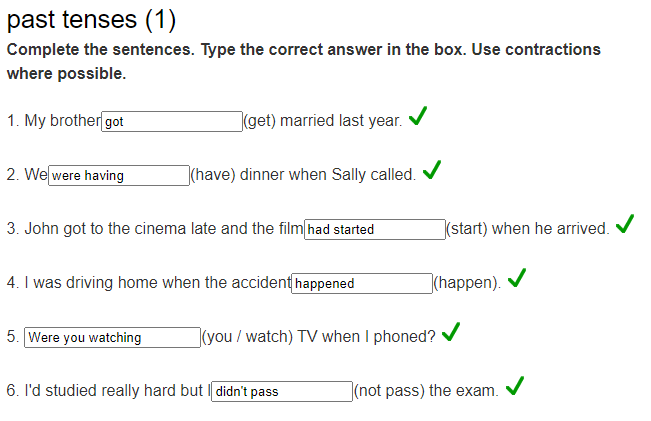 past tenses (1)
Complete the sentences. Type the correct answer in the box. Use contractions
where possible.
1. My brother got (get) married last year.
2. We were having (have) dinner when Sally called.
3. John got to the cinema late and the film had started (start) when he arrived.
4. I was driving home when the accident happened (happen).
5. Were you watching (you / watch) TV when I phoned?
6. I'd studied really hard but I didn't pass (not pass) the exam.